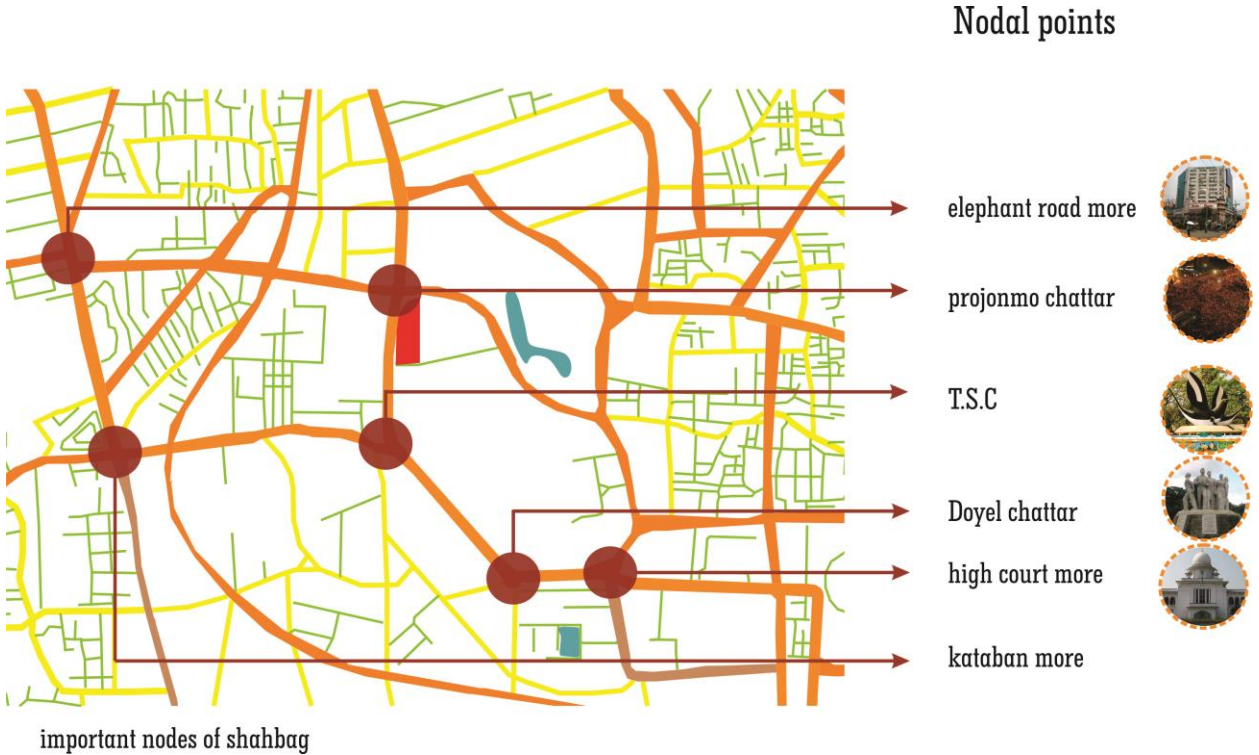 Nodal points
elephant road more
projonmo chattar
T.S.C
Doyel chattar
high court more
kataban more
important nodes of shahbag